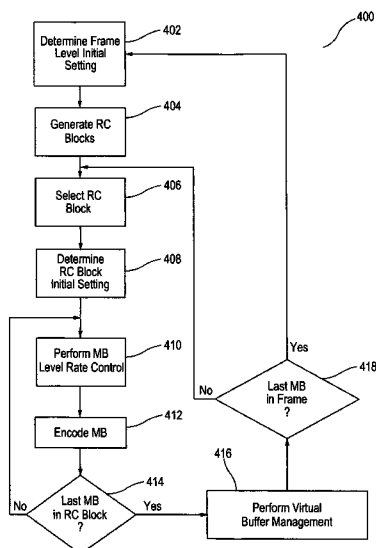 400
402
Determine Frame
Level Initial
Setting
404
Generate RC
Blocks
406
Select RC
Block
408
Determine
RC Block
Initial Setting
410
Perform MB
Level Rate Control
412
Encode MB
414
Last MB
in RC Block
?
No
Yes
416
Perform Virtual
Buffer Management
418
Last MB
in Frame
?
No
Yes